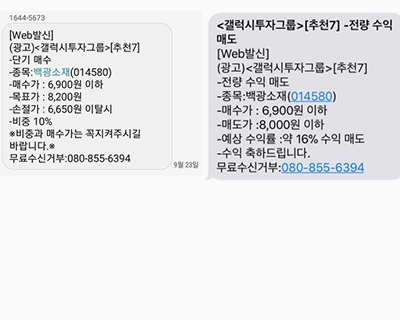 1644-5673
[Web발신]
(광고)<갤럭시투자그룹>[추천7]
-단기 매수
-종목:백광소재(014580)
-매수가 : 6,900원 이하
-목표가 : 8,200원
-손절가 : 6,650원 이탈시
-비중 10%
※비중과 매수가는 꼭지켜주시길
바랍니다.※
무료수신거부:080-855-6394
9월 23일
<갤럭시투자그룹>[추천7] -전량 수익
매도
[Web발신]
(광고)<갤럭시투자그룹>[추천7]
-전량 수익 매도
-종목:백광소재(014580)
-매수가 : 6,900원 이하
-매도가 :8,000원 이하
-예상 수익률 :약 16% 수익 매도
-수익 축하드립니다.
무료수신거부:080-855-6394